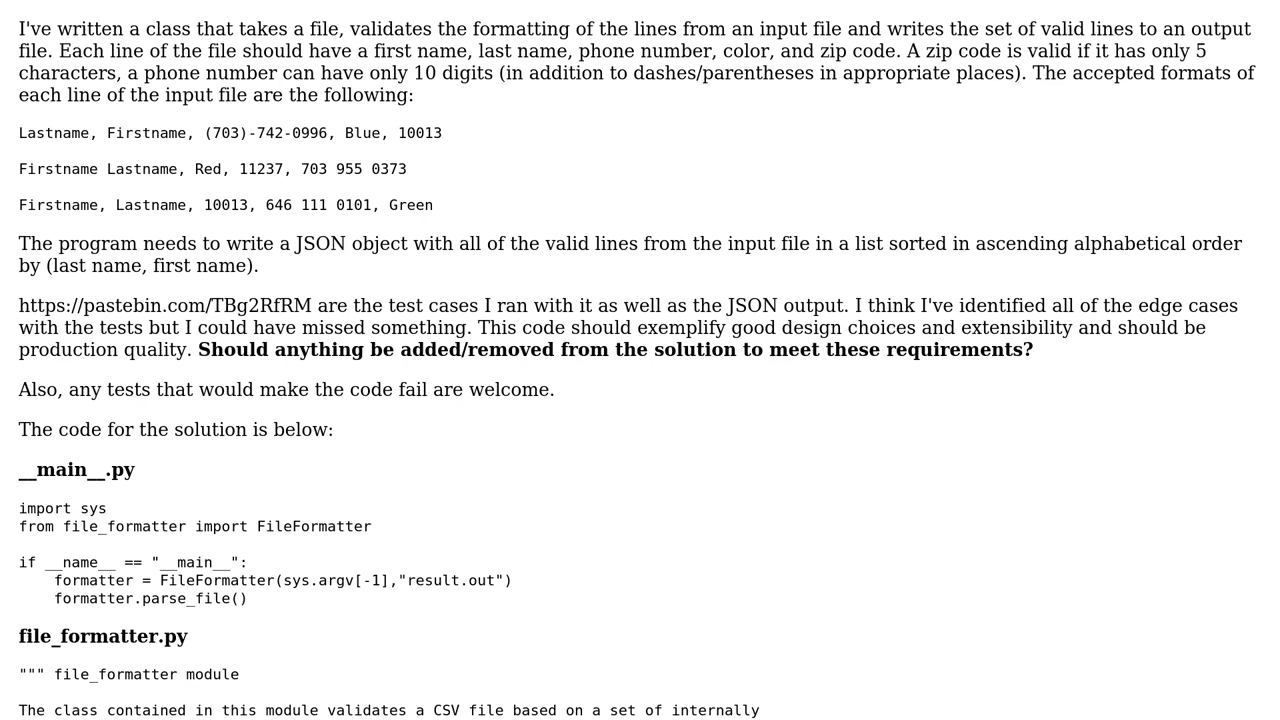 I've written a class that takes a file, validates the formatting of the lines from an input file and writes the set of valid lines to an output
file. Each line of the file should have a first name, last name, phone number, color, and zip code. A zip code is valid if it has only 5
characters, a phone number can have only 10 digits (in addition to dashes/parentheses in appropriate places). The accepted formats of
each line of the input file are the following:
Lastname, Firstname, (703)-742-0996, Blue, 10013
Firstname Lastname, Red, 11237, 703 955 0373
Firstname, Lastname, 10013, 646 111 0101, Green
The program needs to write a JSON object with all of the valid lines from the input file in a list sorted in ascending alphabetical order
by (last name, first name).
https://pastebin.com/TBg2RfRM are the test cases I ran with it as well as the JSON output. I think I've identified all of the edge cases
with the tests but I could have missed something. This code should exemplify good design choices and extensibility and should be
production quality. Should anything be added/removed from the solution to meet these requirements?
Also, any tests that would make the code fail are welcome.
The code for the solution is below:
__main__.py
import sys
from file_formatter import FileFormatter
if __name__ == "__main__":
    formatter = FileFormatter(sys.argv[-1],"result.out")
    formatter.parse_file()
file_formatter.py
""" file_formatter module
The class contained in this module validates a CSV file based on a set of internally